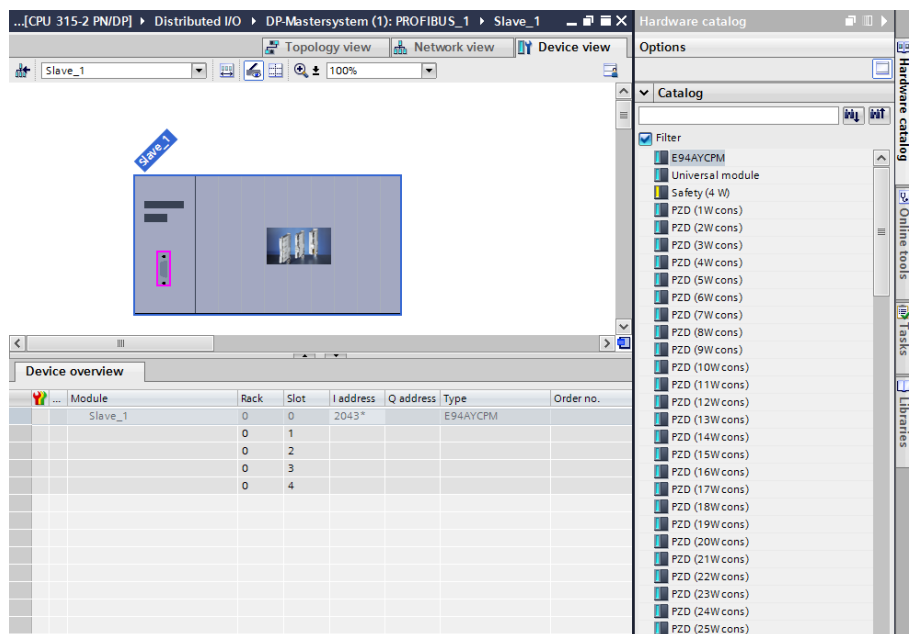 ...[CPU 315-2 PN/DP] ▸ Distributed I/O ▸ DP-Mastersystem (1): PROFIBUS_1 ▸ Slave_1
Topology view Network view Device view
Slave_1 100%
Slave_1
Device overview
... Module Rack Slot I address Q address Type Order no.
Slave_1 0 0 2043* E94AYCPM
0 1
0 2
0 3
0 4
Hardware catalog
Options
Catalog
Filter
E94AYCPM
Universal module
Safety (4 W)
PZD (1W cons)
PZD (2W cons)
PZD (3W cons)
PZD (4W cons)
PZD (5W cons)
PZD (6W cons)
PZD (7W cons)
PZD (8W cons)
PZD (9W cons)
PZD (10W cons)
PZD (11W cons)
PZD (12W cons)
PZD (13W cons)
PZD (14W cons)
PZD (15W cons)
PZD (16W cons)
PZD (17W cons)
PZD (18W cons)
PZD (19W cons)
PZD (20W cons)
PZD (21W cons)
PZD (22W cons)
PZD (23W cons)
PZD (24W cons)
PZD (25W cons)
Hardware catalog
Online tools
Tasks
Libraries